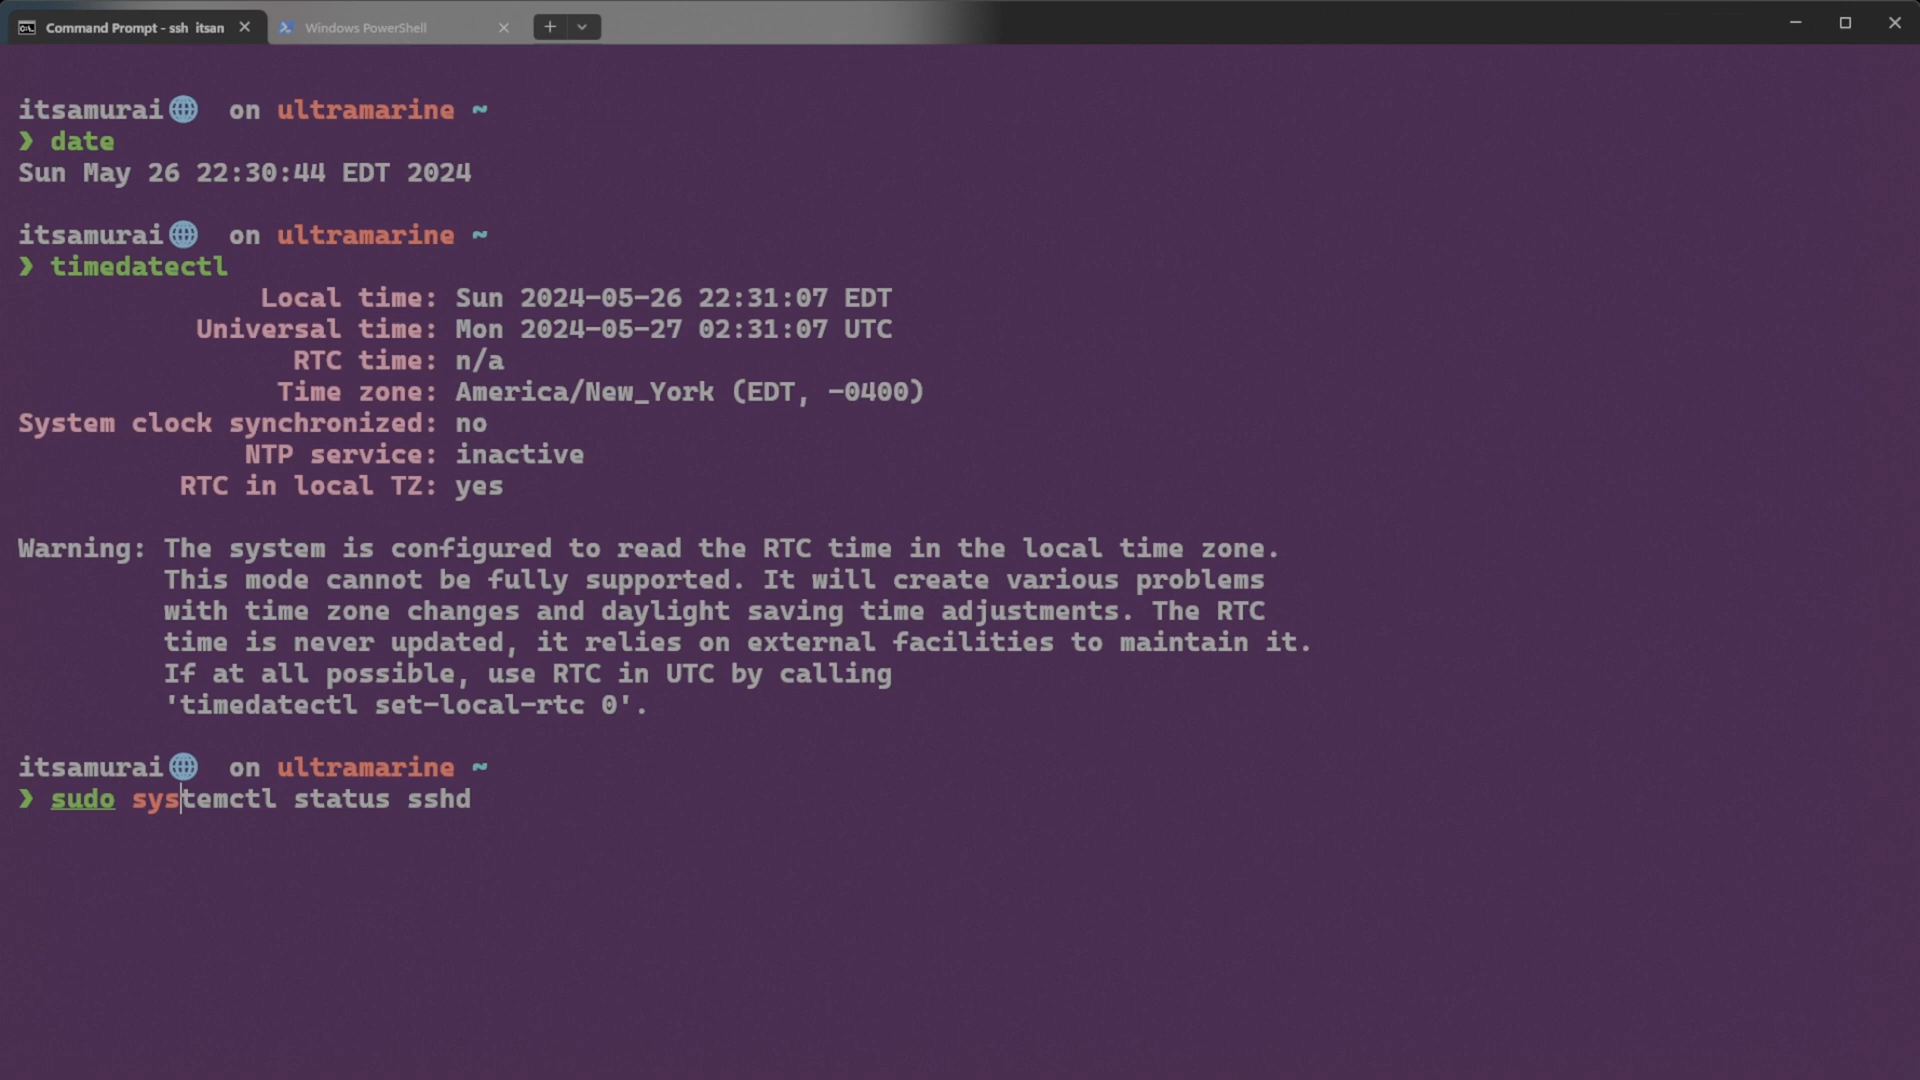 Command Prompt - ssh itsan
Windows PowerShell
itsamurai on ultramarine ~
❯ date
Sun May 26 22:30:44 EDT 2024
itsamurai on ultramarine ~
❯ timedatectl
Local time: Sun 2024-05-26 22:31:07 EDT
Universal time: Mon 2024-05-27 02:31:07 UTC
RTC time: n/a
Time zone: America/New_York (EDT, -0400)
System clock synchronized: no
NTP service: inactive
RTC in local TZ: yes
Warning: The system is configured to read the RTC time in the local time zone.
This mode cannot be fully supported. It will create various problems
with time zone changes and daylight saving time adjustments. The RTC
time is never updated, it relies on external facilities to maintain it.
If at all possible, use RTC in UTC by calling
'timedatectl set-local-rtc 0'.
itsamurai on ultramarine ~
❯ sudo systemctl status sshd